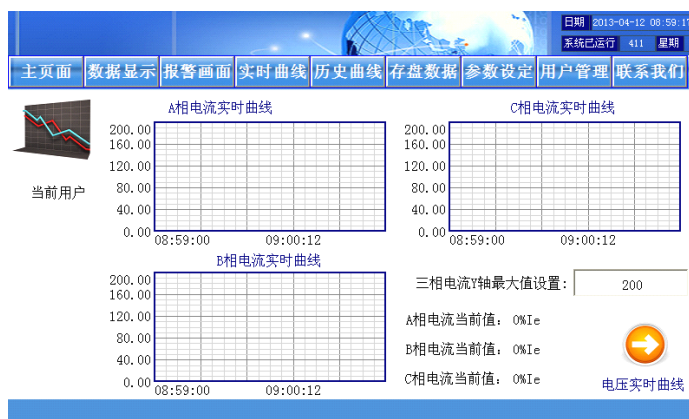 日期 2013-04-12 08:59:1
系统已运行 411 星期
主页面 数据显示 报警画面 实时曲线 历史曲线 存盘数据 参数设定 用户管理 联系我们
当前用户
A相电流实时曲线
200.00
160.00
120.00
80.00
40.00
0.00
08:59:00 09:00:12
C相电流实时曲线
200.00
160.00
120.00
80.00
40.00
0.00
08:59:00 09:00:12
B相电流实时曲线
200.00
160.00
120.00
80.00
40.00
0.00
08:59:00 09:00:12
三相电流Y轴最大值设置: 200
A相电流当前值: 0%Ie
B相电流当前值: 0%Ie
C相电流当前值: 0%Ie
电压实时曲线